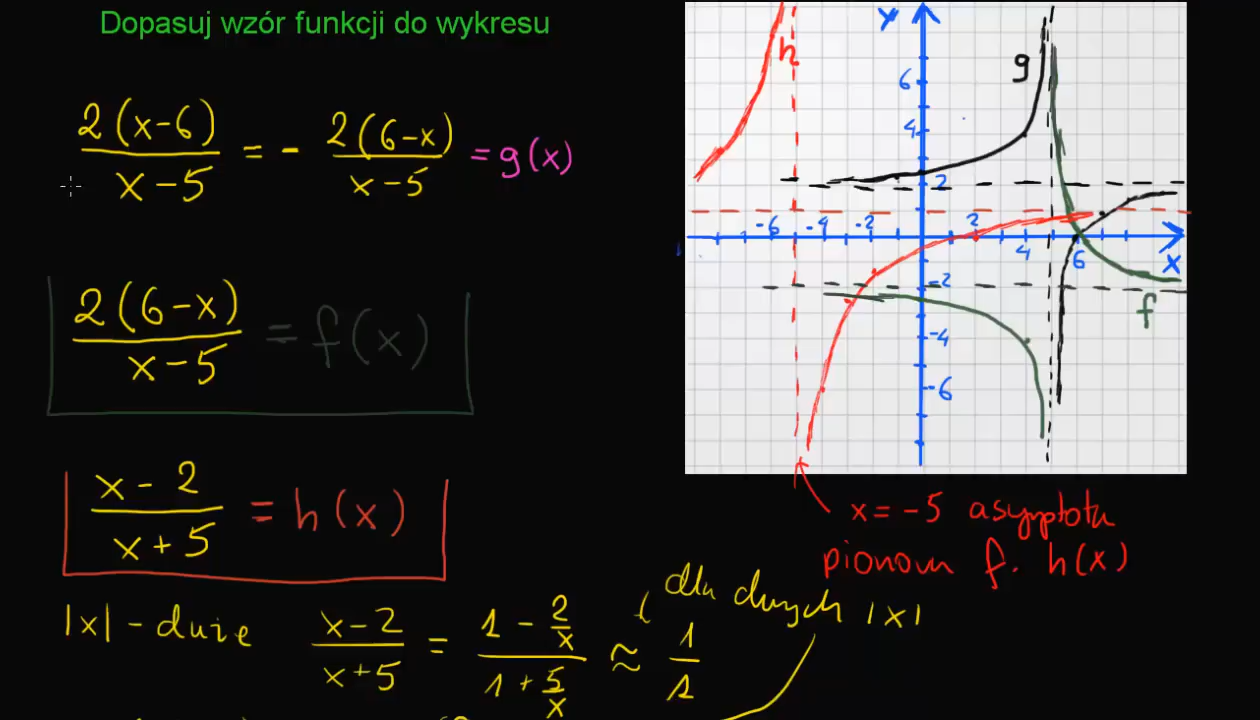 Dopasuj wzór funkcji do wykresu
2(x-6)/(x-5) = - 2(6-x)/(x-5) = g(x)
2(6-x)/(x-5) = f(x)
x-2/(x+5) = h(x)
|x| - duże x-2/(x+5) = (1 - 2/x)/(1 + 5/x) ≈ 1/1
dla dużych |x|
y
h
g
6
4
2
-6 -4 -2 2 4 6 x
-2
f
-4
-6
x = -5 asymptota
pionowa f. h(x)